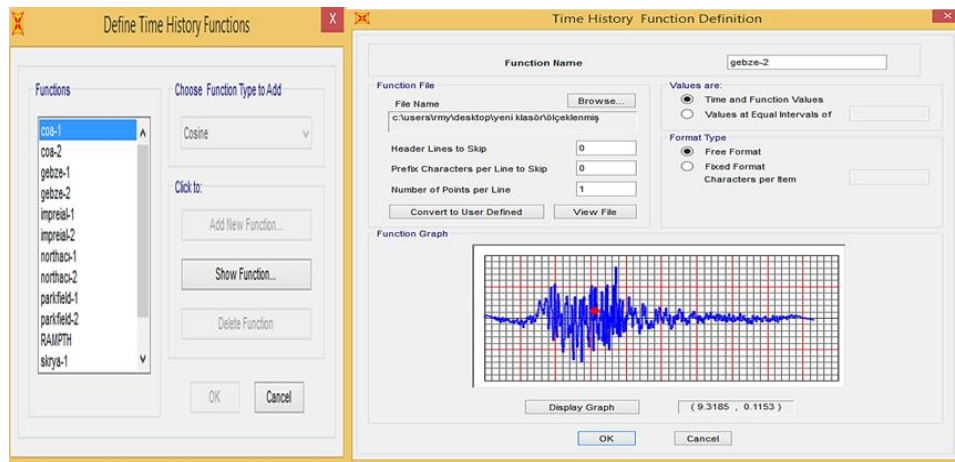 Define Time History Functions
X
Functions
coa-1
coa-2
gebze-1
gebze-2
impreial-1
impreial-2
northacı-1
northacı-2
parkfield-1
parkfield-2
RAMPTH
skrya-1
Choose Function Type to Add
Cosine
Click to:
Add New Function...
Show Function...
Delete Function
OK
Cancel
Time History Function Definition
Function Name
gebze-2
Function File
File Name
Browse...
c:\users\rmy\desktop\yeni klasör\ölçeklenmiş
Header Lines to Skip
0
Prefix Characters per Line to Skip
0
Number of Points per Line
1
Convert to User Defined
View File
Values are:
Time and Function Values
Values at Equal Intervals of
Format Type
Free Format
Fixed Format
Characters per Item
Function Graph
Display Graph
(9.3185 , 0.1153)
OK
Cancel